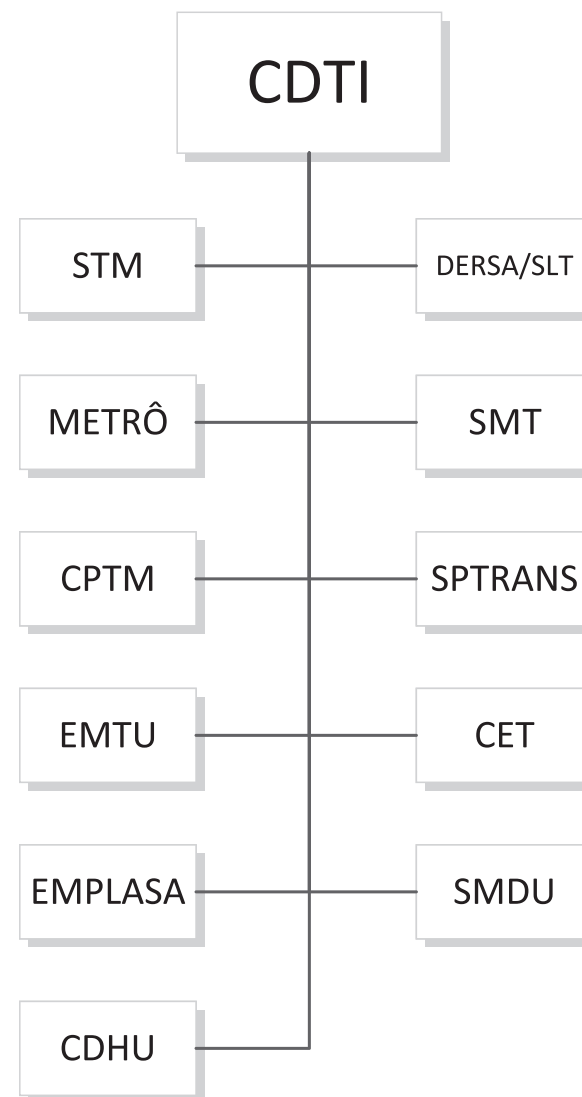 CDTI
STM
DERSA/SLT
METRÔ
SMT
CPTM
SPTRANS
EMTU
CET
EMPLASA
SMDU
CDHU